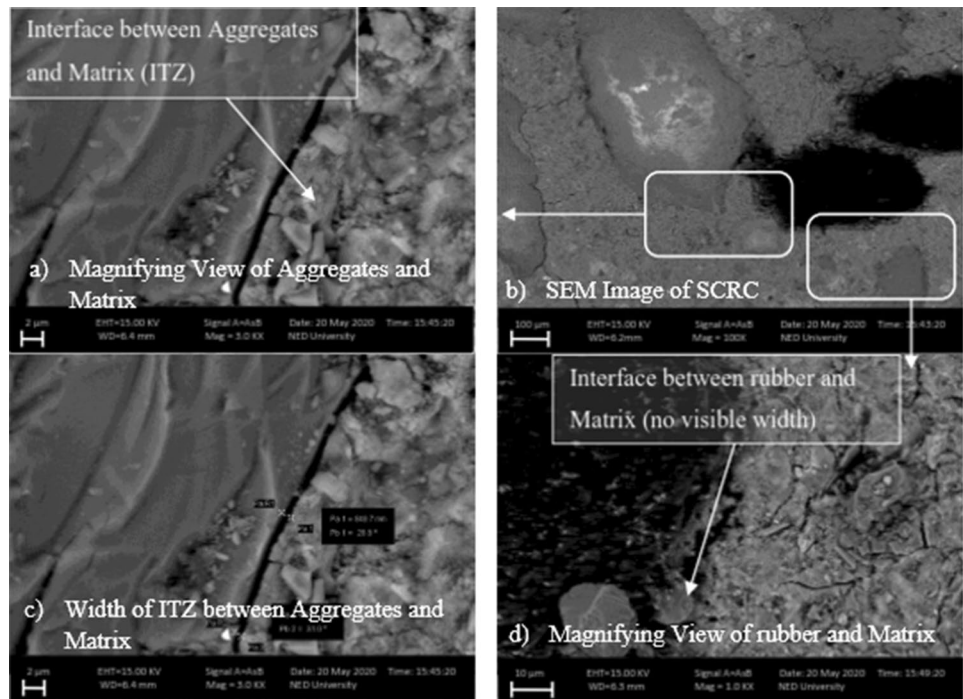 Interface between Aggregates
and Matrix (ITZ)
a) Magnifying View of Aggregates and
Matrix
2 µm
EHT=15.00 KV
Signal A=AsB
Date: 20 May 2020
Time: 15:45:20
WD=6.4 mm
Mag = 3.0 KX
NED University
b) SEM Image of SCRC
100 µm
EHT=15.00 KV
Signal A=AsB
Date: 20 May 2020
Time: 15:43:20
WD=6.2mm
Mag = 100X
NED University
c) Width of ITZ between Aggregates and
Matrix
2 µm
EHT=15.00 KV
Signal A=AsB
Date: 20 May 2020
Time: 15:45:20
WD=6.4 mm
Mag = 3.0 KX
NED University
Interface between rubber and
Matrix (no visible width)
d) Magnifying View of rubber and Matrix
10 µm
EHT=15.00 KV
Signal A=AsB
Date: 20 May 2020
Time: 15:49:20
WD=6.3 mm
Mag = 1.0 KX
NED University